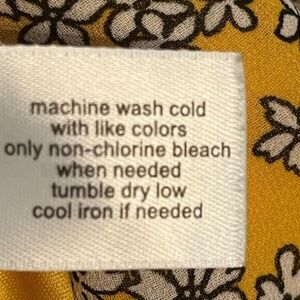 machine wash cold
with like colors
only non-chlorine bleach
when needed
tumble dry low
cool iron if needed